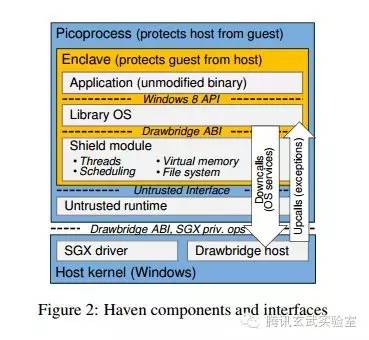 Picoprocess (protects host from guest)
Enclave (protects guest from host)
Application (unmodified binary)
Windows 8 API
Library OS
Drawbridge ABI
Shield module
• Threads • Virtual memory
• Scheduling • File system
Downcalls
(OS services)
Upcalls (exceptions)
Untrusted Interface
Untrusted runtime
Drawbridge ABI, SGX priv. ops
SGX driver Drawbridge host
Host kernel (Windows)
Figure 2: Haven components and interfaces
腾讯玄武实验室